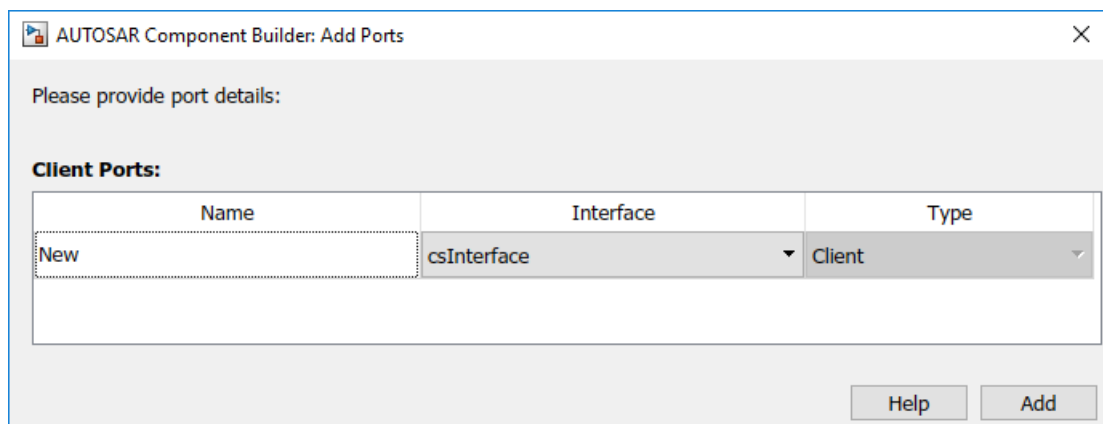 AUTOSAR Component Builder: Add Ports
Please provide port details:
Client Ports:
Name Interface Type
New csInterface Client
Help Add